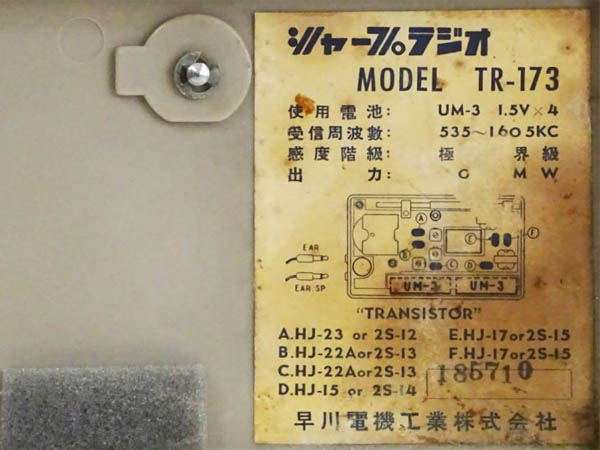 シャープラジオ
MODEL TR-173
使用電池: UM-3 1.5V×4
受信周波數: 535~1605KC
感度階級: 極 界級
出力: 0 MW
EAR
EAR SP
A
B
C
D
E
F
UM-3 UM-3
"TRANSISTOR"
A.HJ-23 or 2S-12 E.HJ-17 or 2S-15
B.HJ-22A or 2S-13 F.HJ-17 or 2S-15
C.HJ-22A or 2S-13
D.HJ-15 or 2S-14 185710
早川電機工業株式会社